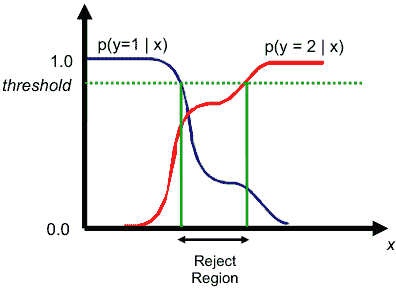 p(y=1 | x)
p(y = 2 | x)
1.0
threshold
0.0
x
Reject
Region